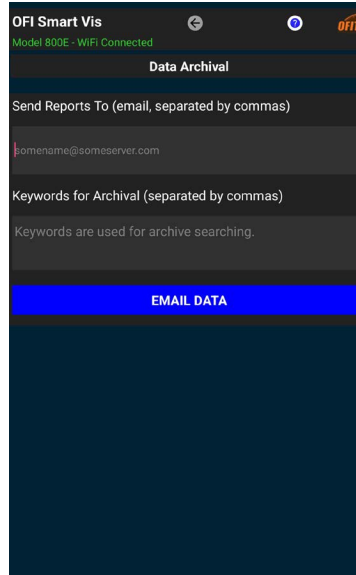 OFI Smart Vis
Model 800E - WiFi Connected
Data Archival
Send Reports To (email, separated by commas)
somename@someserver.com
Keywords for Archival (separated by commas)
Keywords are used for archive searching.
EMAIL DATA